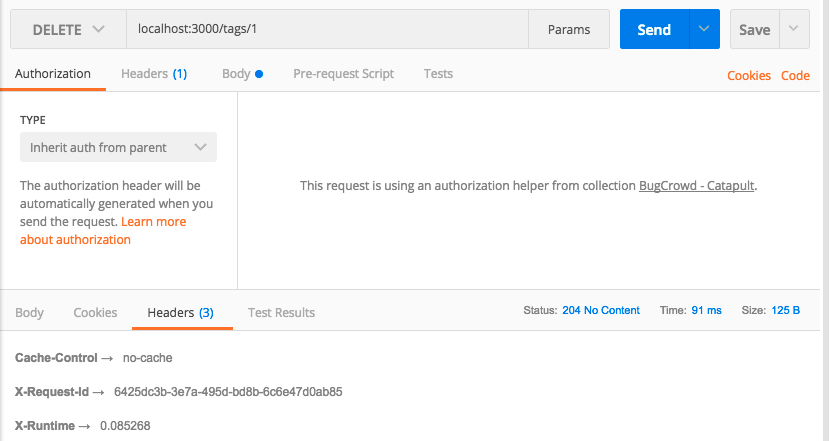 DELETE localhost:3000/tags/1 Params Send Save
Authorization Headers (1) Body Pre-request Script Tests Cookies Code
TYPE
Inherit auth from parent
The authorization header will be
automatically generated when you
send the request. Learn more
about authorization
This request is using an authorization helper from collection BugCrowd - Catapult.
Body Cookies Headers (3) Test Results Status: 204 No Content Time: 91 ms Size: 125 B
Cache-Control → no-cache
X-Request-Id → 6425dc3b-3e7a-495d-bd8b-6c6e47d0ab85
X-Runtime → 0.085268